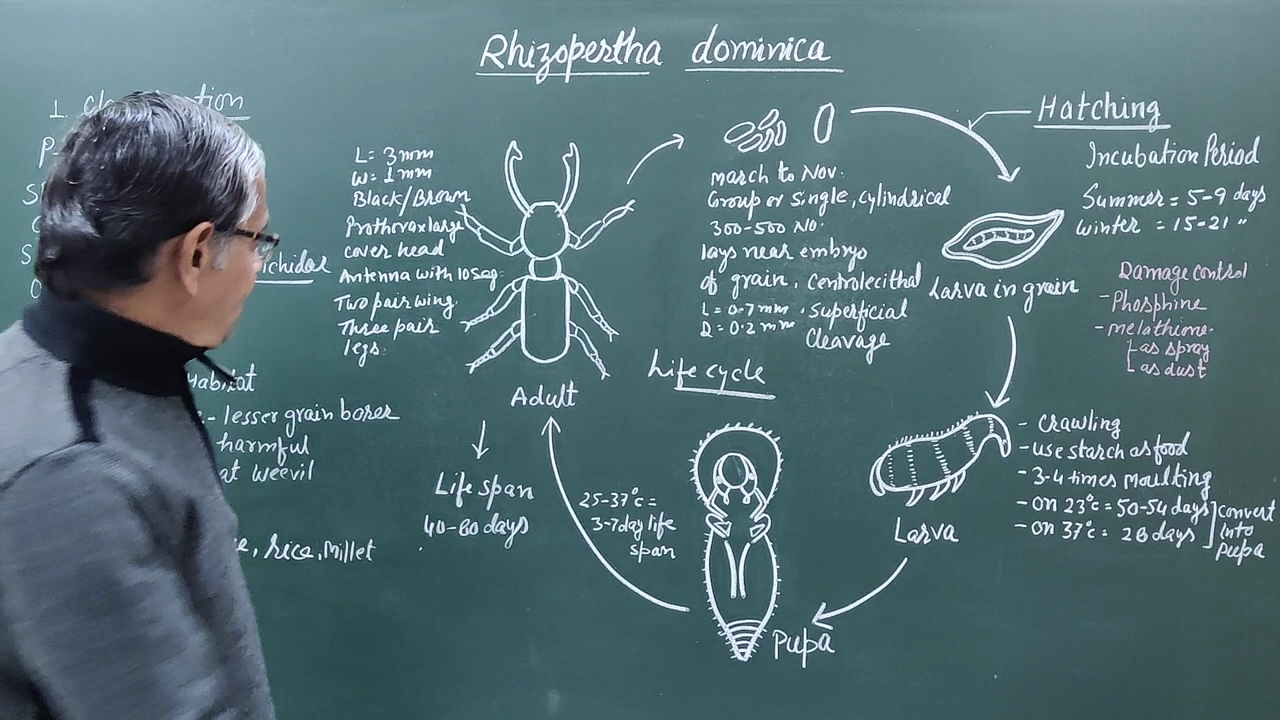 Rhizopertha dominica
1.
L = 3mm
W = 1mm
Black/Brown
Prothorax large
cover head
Antenna with 10 seg.
Two pair wing.
Three pair
legs.
Habitat
- lesser grain borer
harmful
at weevil
rice, Millet
Adult
Life span
40-60 days
march to Nov.
Group or single, cylindrical
300-500 No.
lays near embryo
of grain. Centrolecithal
L = 0.7mm . Superficial
D = 0.2mm Cleavage
Life cycle
Hatching
Incubation Period
Summer = 5-9 days
winter = 15-21 "
Larva in grain
Damage control
- Phosphine
- melathione.
as spray
as dust
- Crawling
- use starch as food
- 3-4 times moulting
- on 23°c = 50-54 days
- on 37°c = 28 days
convert
into
pupa
Larva
Pupa
25-37°c =
3-7 day life
span